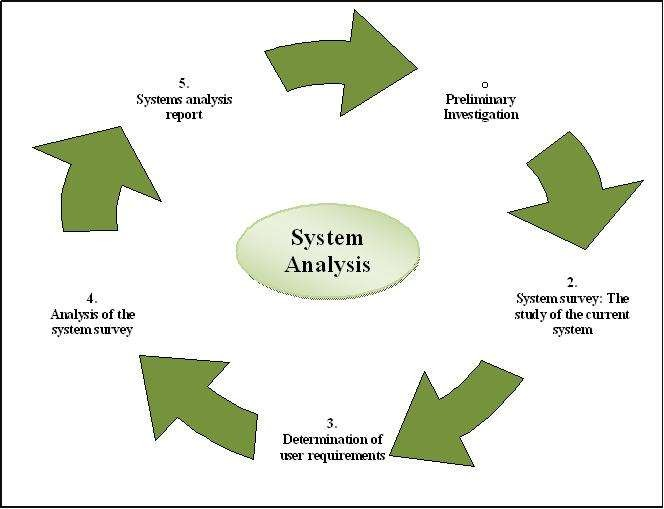 5.
Systems analysis
report
○
Preliminary
Investigation
System
Analysis
2.
System survey: The
study of the current
system
4.
Analysis of the
system survey
3.
Determination of
user requirements